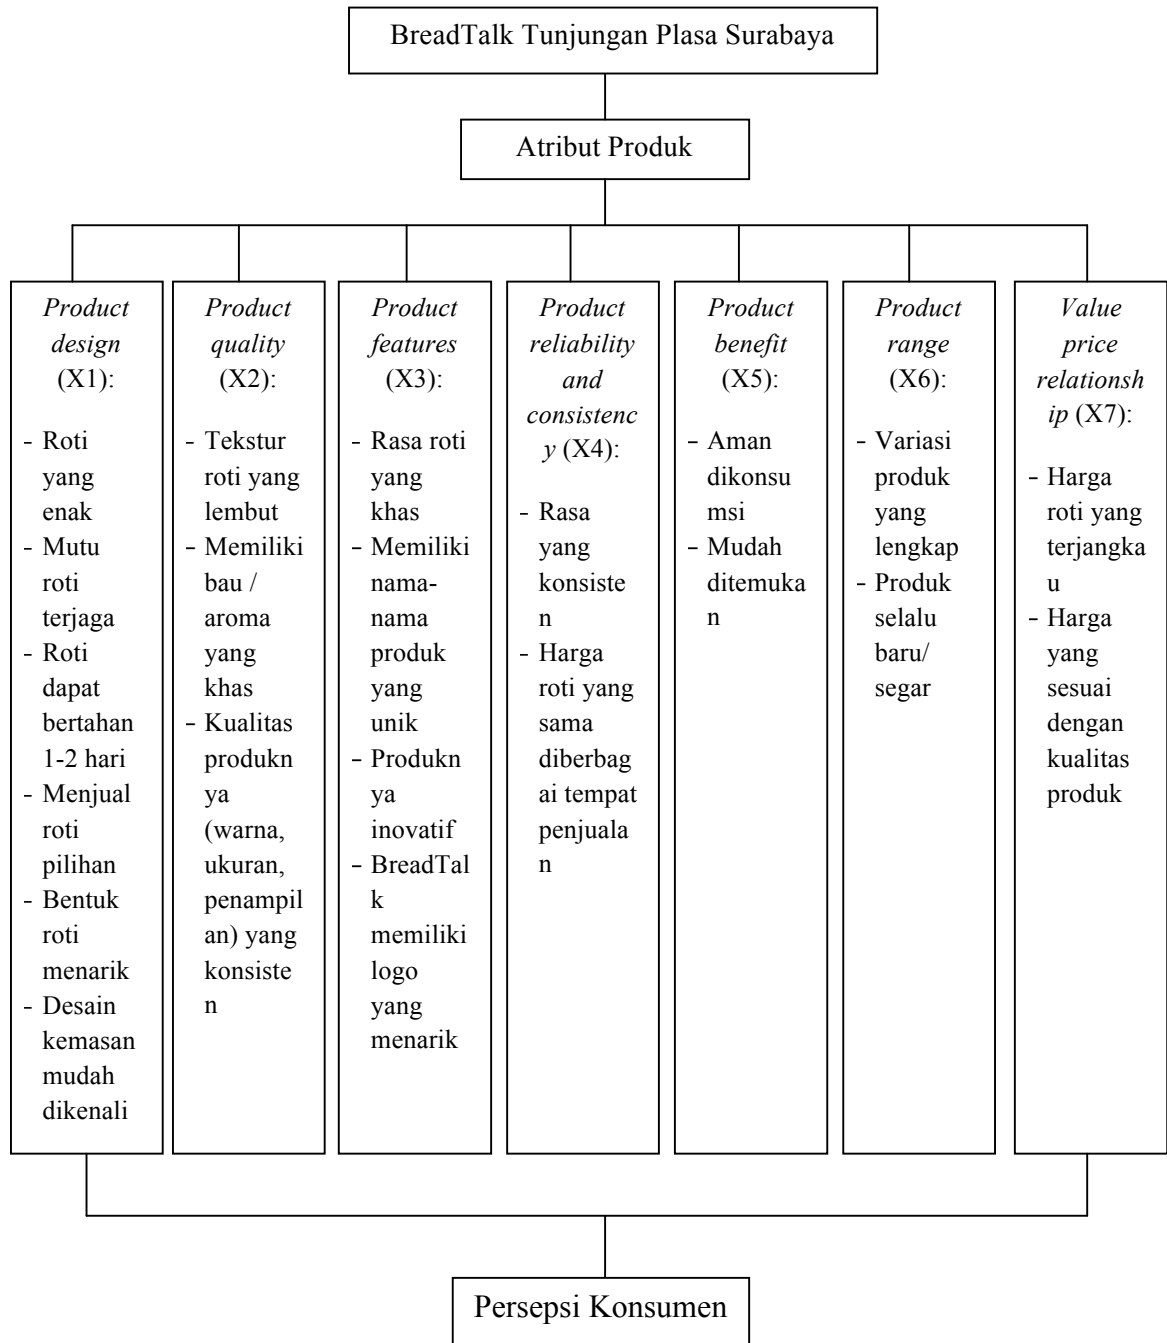 BreadTalk Tunjungan Plasa Surabaya
Atribut Produk
Product
design
(X1):
- Roti
yang
enak
- Mutu
roti
terjaga
- Roti
dapat
bertahan
1-2 hari
- Menjual
roti
pilihan
- Bentuk
roti
menarik
- Desain
kemasan
mudah
dikenali
Product
quality
(X2):
- Tekstur
roti yang
lembut
- Memiliki
bau /
aroma
yang
khas
- Kualitas
produkn
ya
(warna,
ukuran,
penampil
an) yang
konsiste
n
Product
features
(X3):
- Rasa roti
yang
khas
- Memiliki
nama-
nama
produk
yang
unik
- Produkn
ya
inovatif
- BreadTal
k
memiliki
logo
yang
menarik
Product
reliability
and
consistenc
y (X4):
- Rasa
yang
konsiste
n
- Harga
roti yang
sama
diberbag
ai tempat
penjuala
n
Product
benefit
(X5):
- Aman
dikonsu
msi
- Mudah
ditemuka
n
Product
range
(X6):
- Variasi
produk
yang
lengkap
- Produk
selalu
baru/
segar
Value
price
relationsh
ip (X7):
- Harga
roti yang
terjangka
u
- Harga
yang
sesuai
dengan
kualitas
produk
Persepsi Konsumen